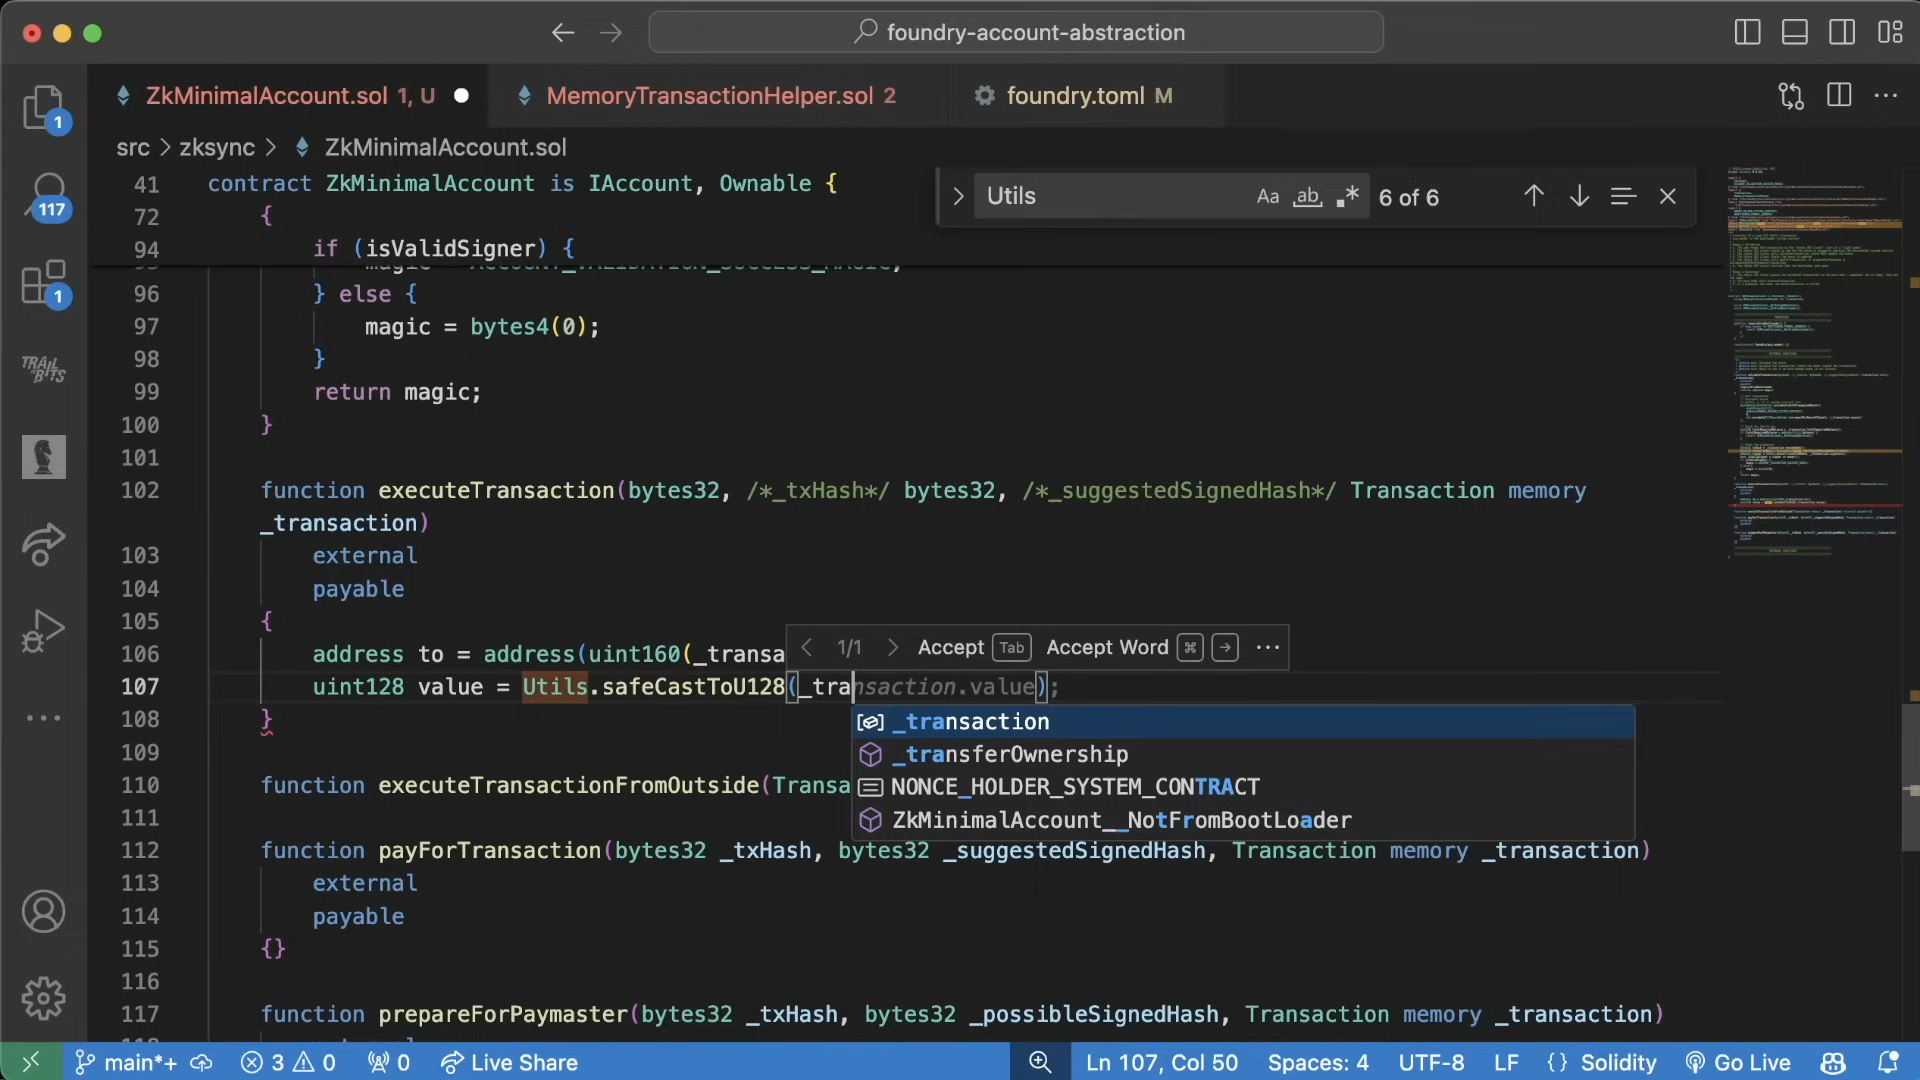 foundry-account-abstraction
ZkMinimalAccount.sol 1, U
MemoryTransactionHelper.sol 2
foundry.toml M
src > zksync > ZkMinimalAccount.sol
1
117
1
TRAIL OF BITS
Utils
Aa ab .* 6 of 6
41 contract ZkMinimalAccount is IAccount, Ownable {
72 {
94 if (isValidSigner) {
magic = ACCOUNT_VALIDATION_SUCCESS_MAGIC;
96 } else {
97 magic = bytes4(0);
98 }
99 return magic;
100 }
101
102 function executeTransaction(bytes32, /*_txHash*/ bytes32, /*_suggestedSignedHash*/ Transaction memory
_transaction)
103 external
104 payable
105 {
106 address to = address(uint160(_transa
1/1 Accept Tab Accept Word ⌘ → ···
107 uint128 value = Utils.safeCastToU128(_transaction.value);
108 }
_transaction
109
_transferOwnership
110 function executeTransactionFromOutside(Transa
NONCE_HOLDER_SYSTEM_CONTRACT
111
ZkMinimalAccount__NotFromBootLoader
112 function payForTransaction(bytes32 _txHash, bytes32 _suggestedSignedHash, Transaction memory _transaction)
113 external
114 payable
115 {}
116
117 function prepareForPaymaster(bytes32 _txHash, bytes32 _possibleSignedHash, Transaction memory _transaction)
main*+ 3 0 0 Live Share
Ln 107, Col 50 Spaces: 4 UTF-8 LF {} Solidity Go Live